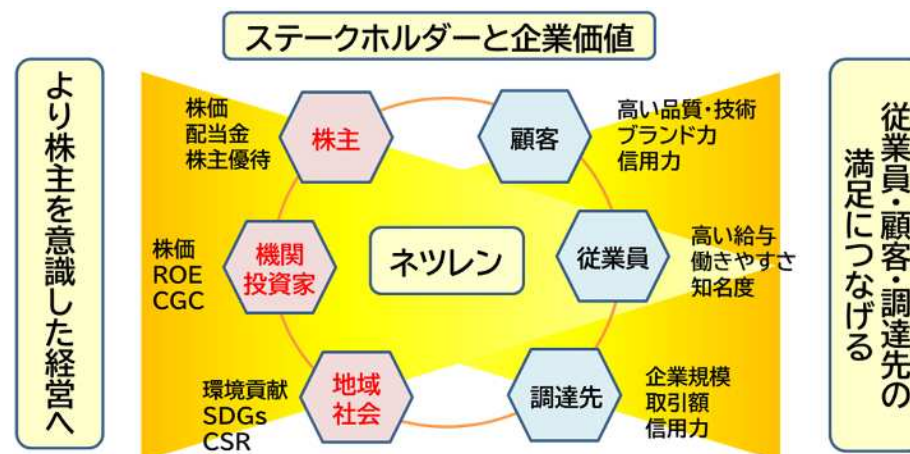 ステークホルダーと企業価値
より株主を意識した経営へ
株価
配当金
株主優待
株主
顧客
高い品質・技術
ブランド力
信用力
株価
ROE
CGC
機関
投資家
ネツレン
従業員
高い給与
働きやすさ
知名度
環境貢献
SDGs
CSR
地域
社会
調達先
企業規模
取引額
信用力
従業員・顧客・調達先の
満足につなげる